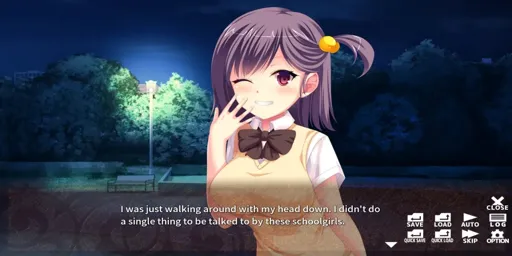 I was just walking around with my head down. I didn't do
a single thing to be talked to by these schoolgirls.
CLOSE
SAVE LOAD AUTO LOG
QUICK SAVE QUICK LOAD SKIP OPTION